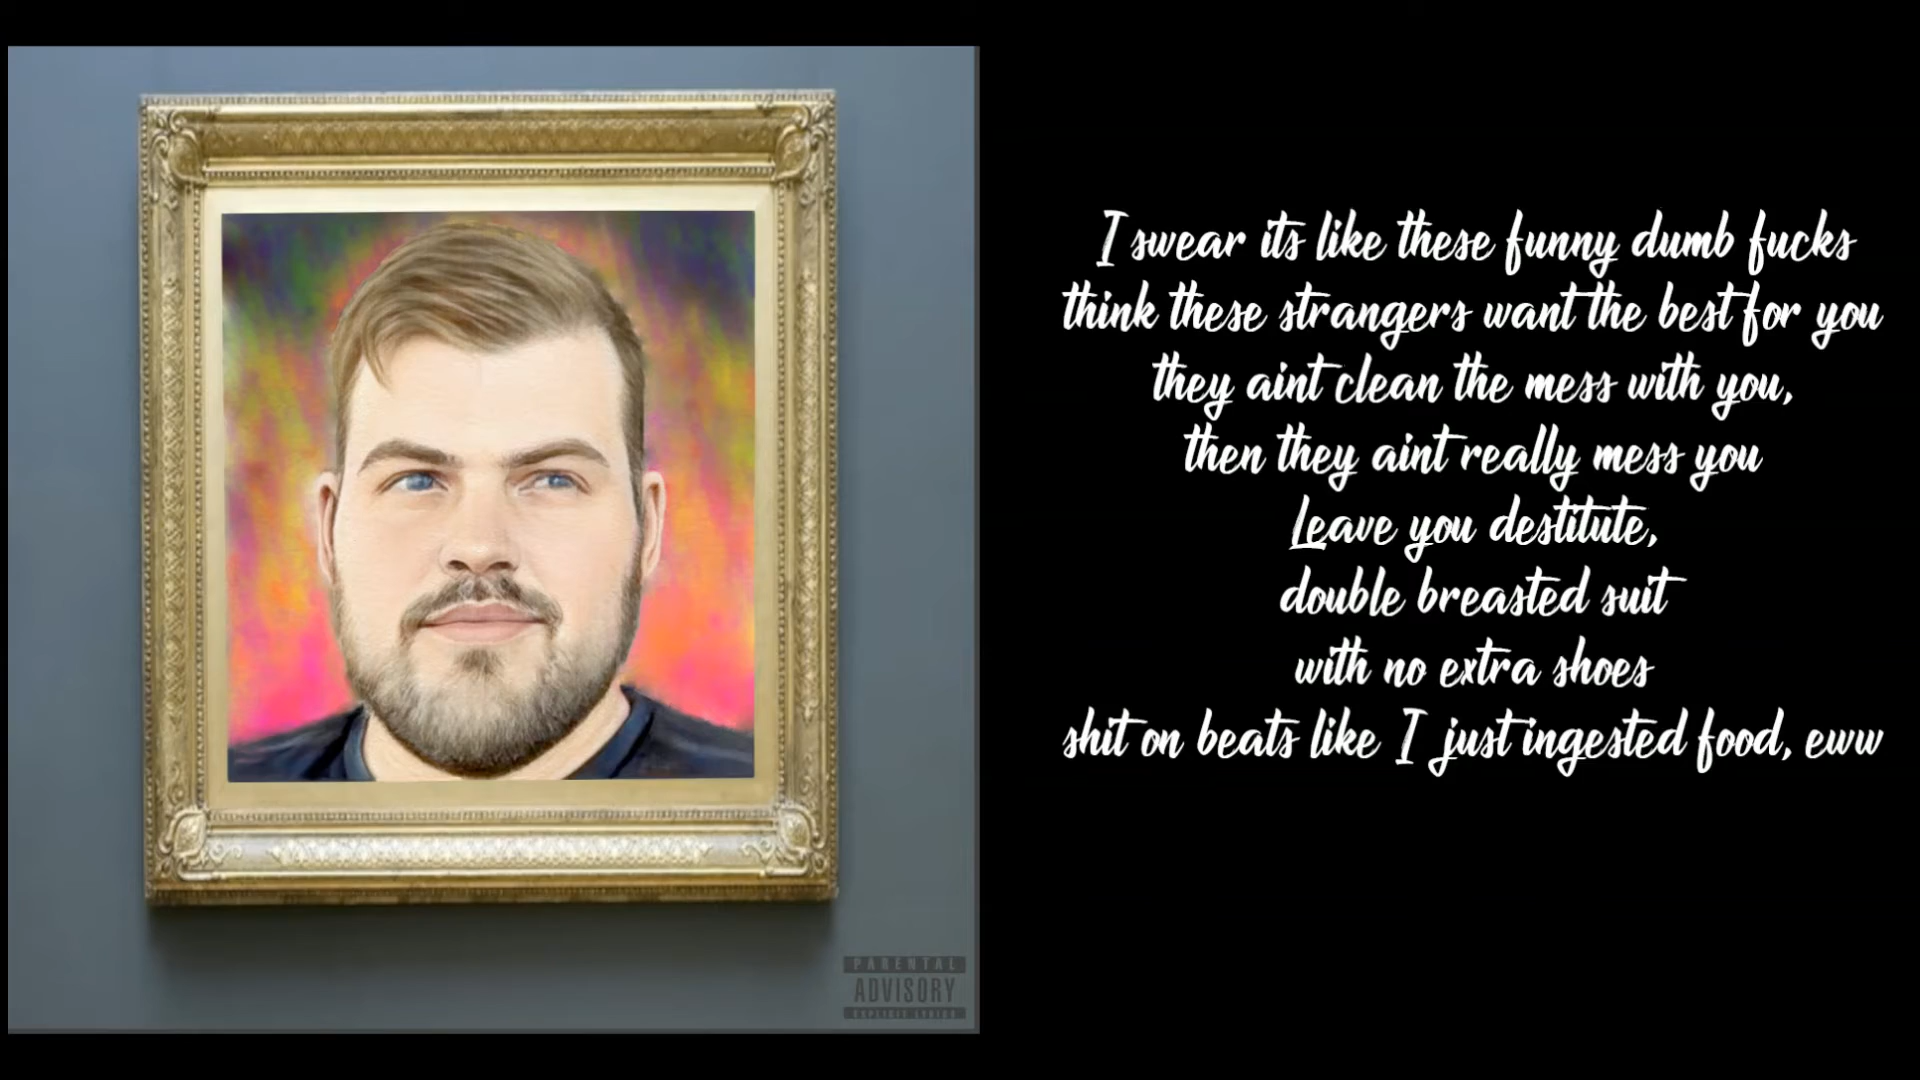 I swear its like these funny dumb fucks
think these strangers want the best for you
they aint clean the mess with you,
then they aint really mess you
Leave you destitute,
double breasted suit
with no extra shoes
shit on beats like I just ingested food, eww
PARENTAL
ADVISORY
EXPLICIT LYRICS